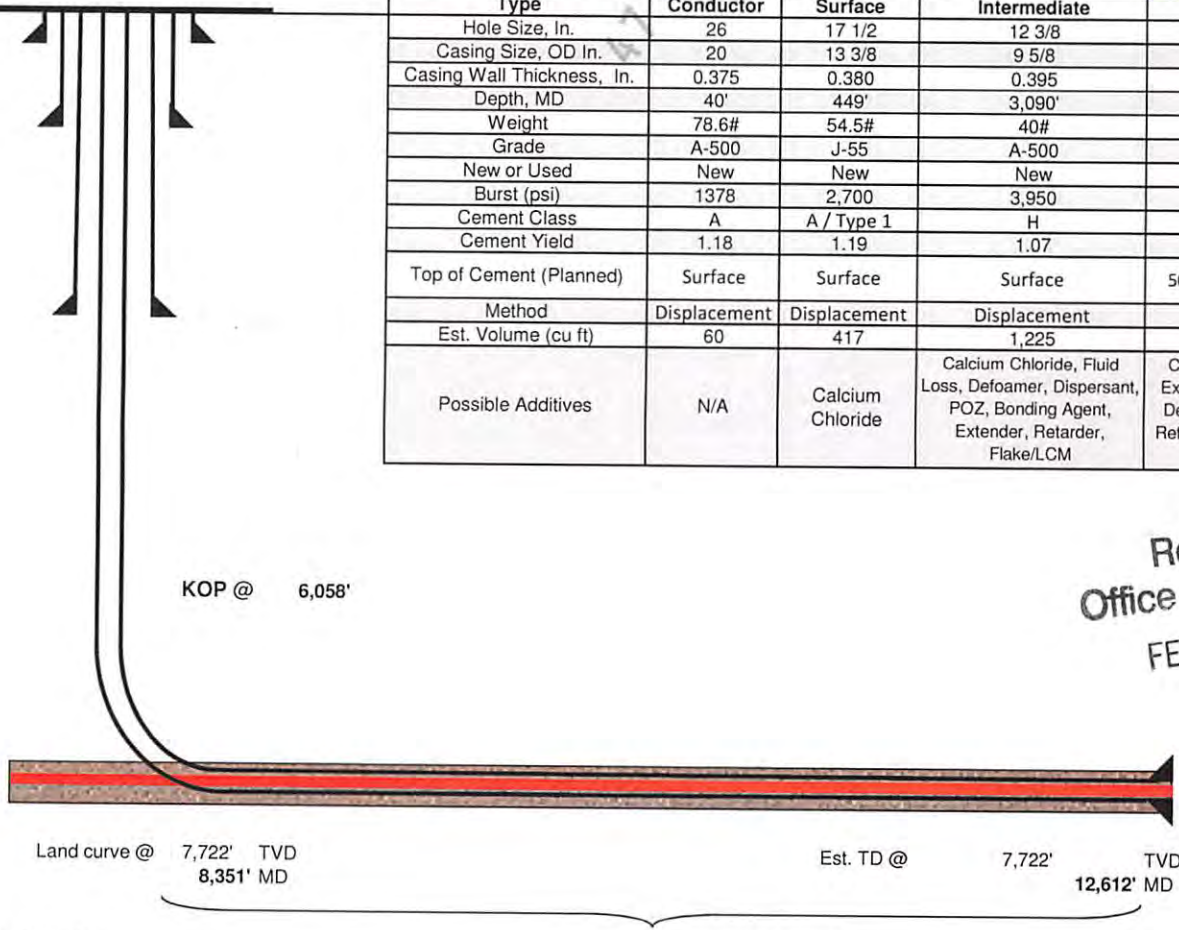 Type Conductor Surface Intermediate
Hole Size, In. 26 17 1/2 12 3/8
Casing Size, OD In. 20 13 3/8 9 5/8
Casing Wall Thickness, In. 0.375 0.380 0.395
Depth, MD 40' 449' 3,090'
Weight 78.6# 54.5# 40#
Grade A-500 J-55 A-500
New or Used New New New
Burst (psi) 1378 2,700 3,950
Cement Class A A / Type 1 H
Cement Yield 1.18 1.19 1.07
Top of Cement (Planned) Surface Surface Surface
Method Displacement Displacement Displacement
Est. Volume (cu ft) 60 417 1,225
Possible Additives N/A Calcium Chloride Calcium Chloride, Fluid
Loss, Defoamer, Dispersant,
POZ, Bonding Agent,
Extender, Retarder,
Flake/LCM
Office
KOP @ 6,058'
Land curve @ 7,722' TVD
8,351' MD
Est. TD @ 7,722' TVD
12,612' MD